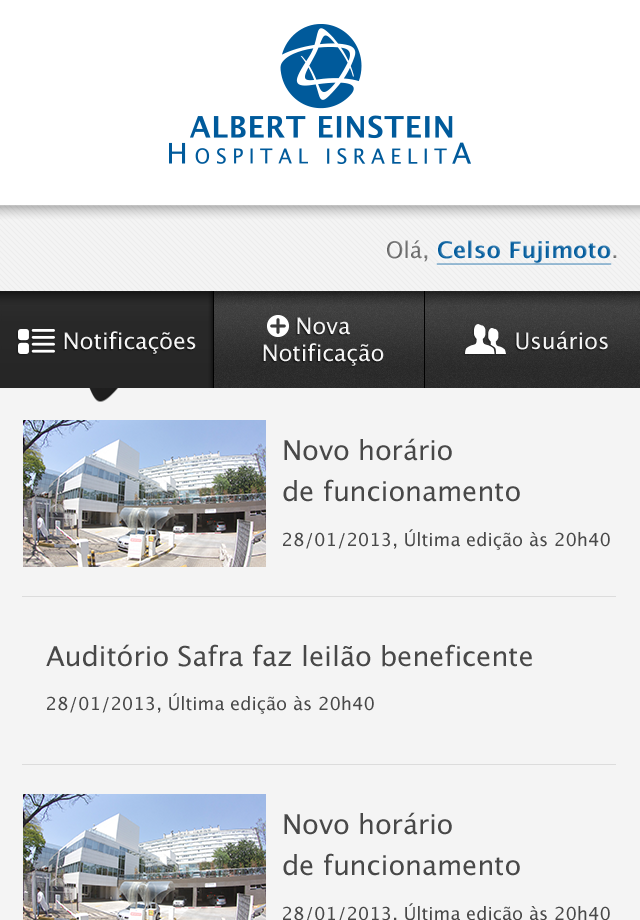 ALBERT EINSTEIN
HOSPITAL ISRAELITA
Olá, Celso Fujimoto.
Notificações
Nova
Notificação
Usuários
Novo horário
de funcionamento
28/01/2013, Última edição às 20h40
Auditório Safra faz leilão beneficente
28/01/2013, Última edição às 20h40
Novo horário
de funcionamento
28/01/2013, Última edição às 20h40